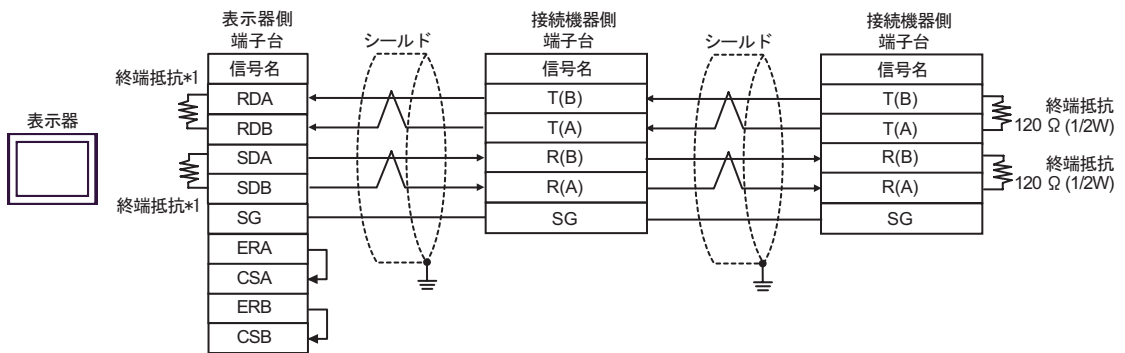 表示器
終端抵抗*1
終端抵抗*1
表示器側
端子台
信号名
RDA
RDB
SDA
SDB
SG
ERA
CSA
ERB
CSB
シールド
接続機器側
端子台
信号名
T(B)
T(A)
R(B)
R(A)
SG
シールド
接続機器側
端子台
信号名
T(B)
T(A)
R(B)
R(A)
SG
終端抵抗
120 Ω (1/2W)
終端抵抗
120 Ω (1/2W)